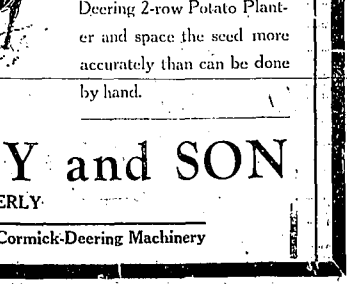 Deering 2-row Potato Plant-
er and space the seed more
accurately than can be done
by hand.
Y and SON
ERLY
Cormick-Deering Machinery